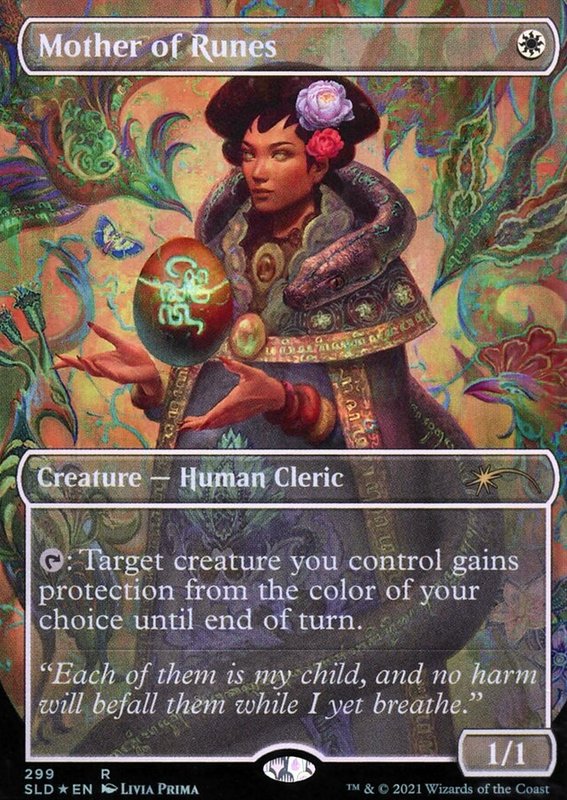 Mother of Runes
Creature — Human Cleric
: Target creature you control gains
protection from the color of your
choice until end of turn.
“Each of them is my child, and no harm
will befall them while I yet breathe.”
1/1
299 R
SLD ★ EN Livia Prima
™ & © 2021 Wizards of the Coast